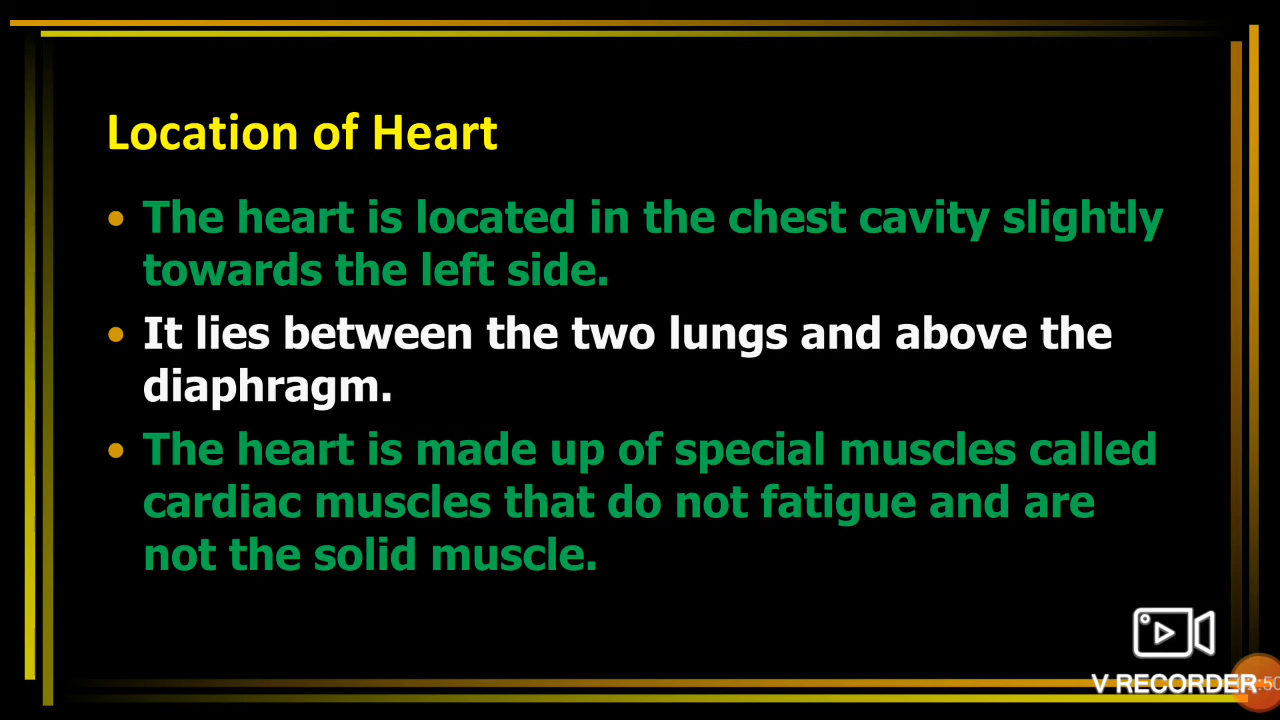 Location of Heart
• The heart is located in the chest cavity slightly
towards the left side.
• It lies between the two lungs and above the
diaphragm.
• The heart is made up of special muscles called
cardiac muscles that do not fatigue and are
not the solid muscle.
V RECORDER
:50